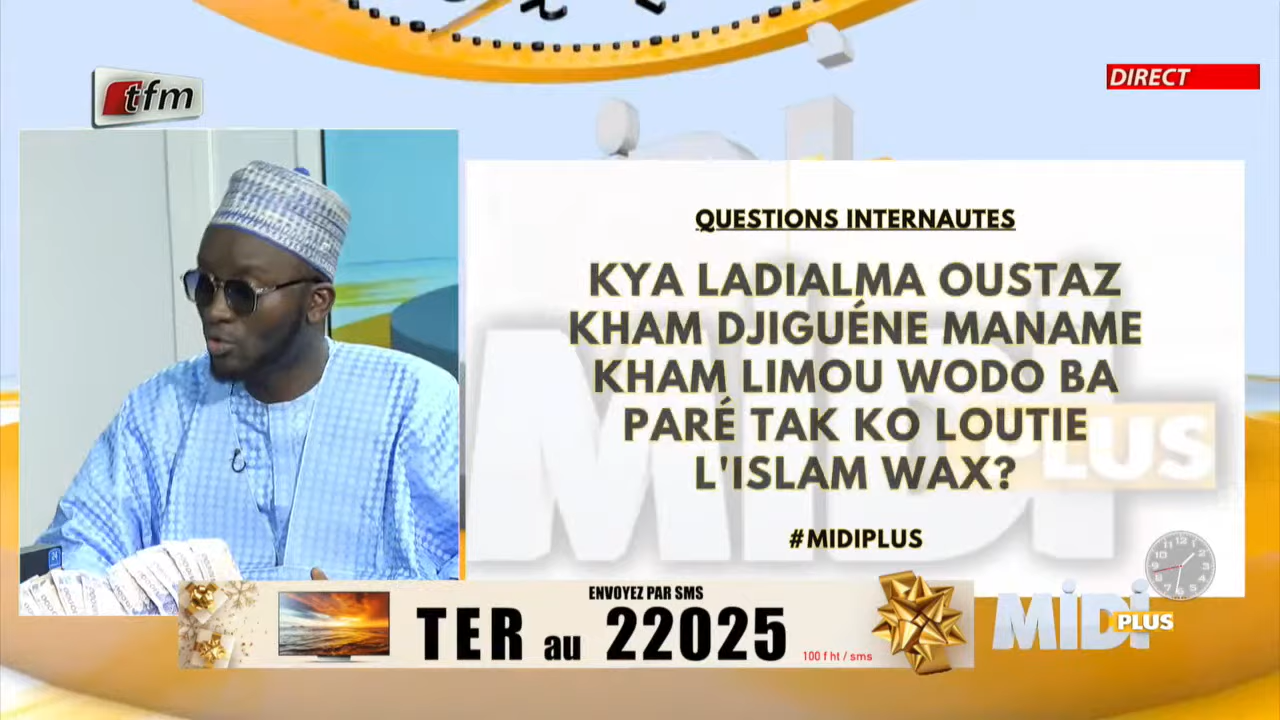 tfm
DIRECT
QUESTIONS INTERNAUTES
KYA LADIALMA OUSTAZ
KHAM DJIGUÉNE MANAME
KHAM LIMOU WODO BA
PARÉ TAK KO LOUTIE
L'ISLAM WAX?
#MIDIPLUS
ENVOYEZ PAR SMS
TER au 22025
100 f ht / sms
MiDi
PLUS